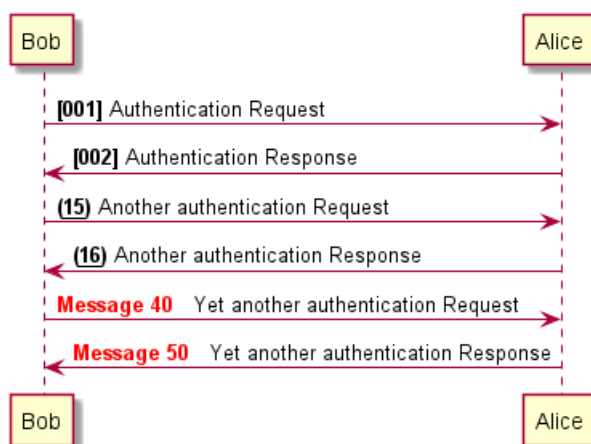 Bob Alice
[001] Authentication Request
[002] Authentication Response
(15) Another authentication Request
(16) Another authentication Response
Message 40 Yet another authentication Request
Message 50 Yet another authentication Response
Bob Alice